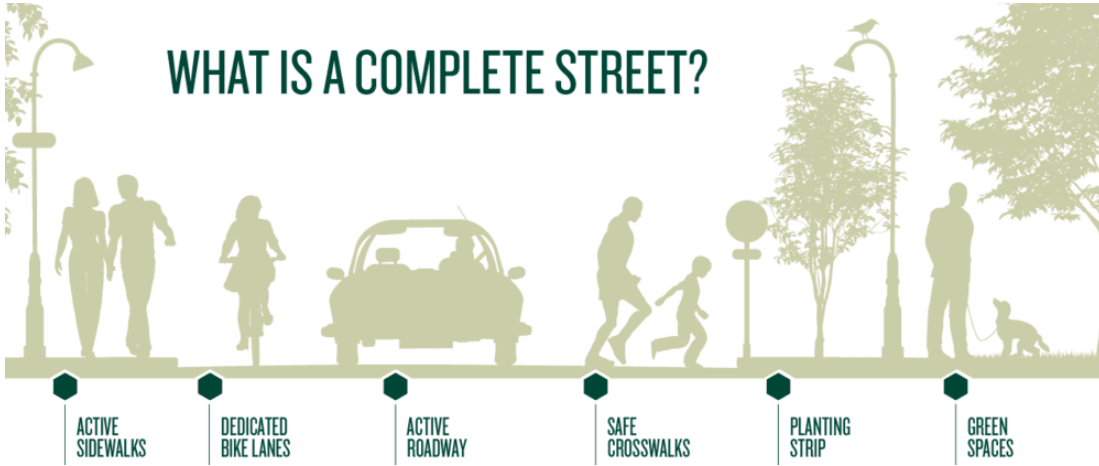 WHAT IS A COMPLETE STREET?
ACTIVE
SIDEWALKS
DEDICATED
BIKE LANES
ACTIVE
ROADWAY
SAFE
CROSSWALKS
PLANTING
STRIP
GREEN
SPACES